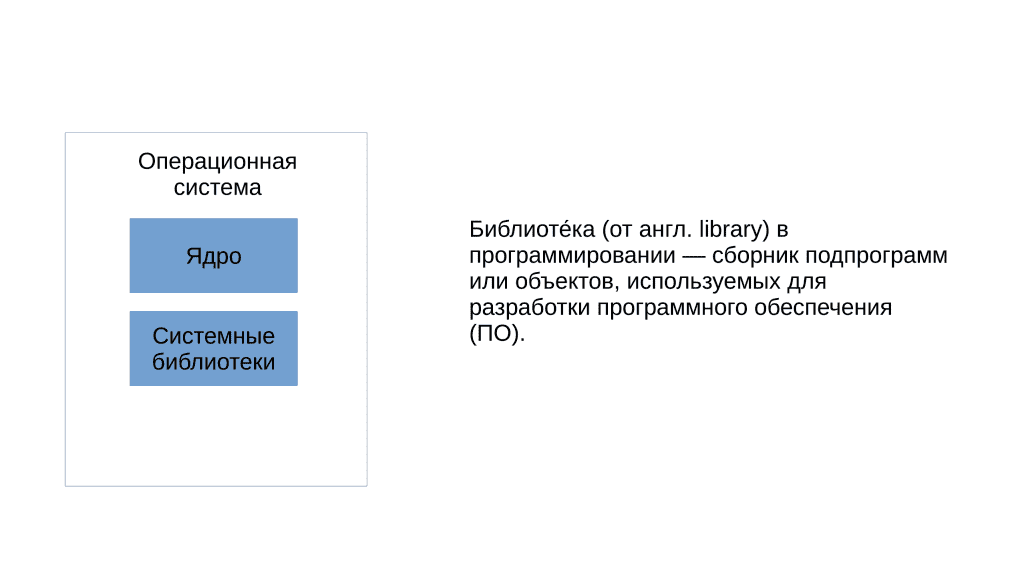 Операционная
система
Ядро
Системные
библиотеки
Библиоте́ка (от англ. library) в
программировании — сборник подпрограмм
или объектов, используемых для
разработки программного обеспечения
(ПО).